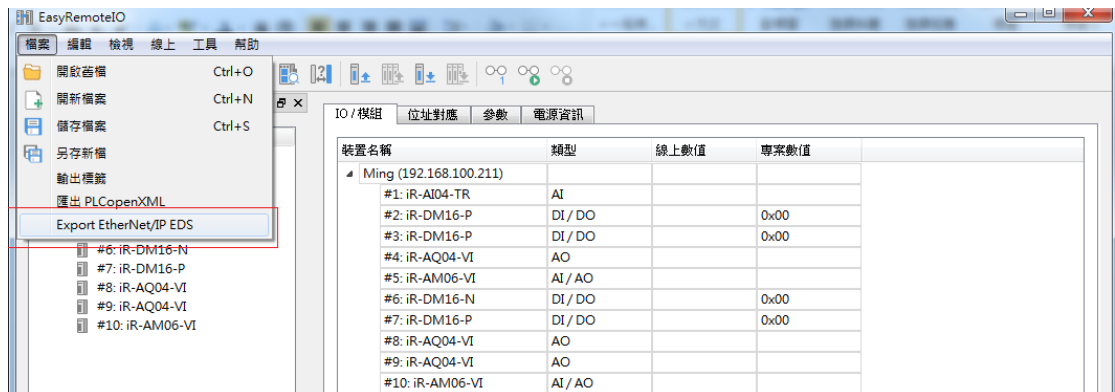 EasyRemoteIO
檔案 編輯 檢視 線上 工具 幫助
開啟舊檔 Ctrl+O
開新檔案 Ctrl+N
儲存檔案 Ctrl+S
另存新檔
輸出標籤
匯出 PLCopenXML
Export EtherNet/IP EDS
#6: iR-DM16-N
#7: iR-DM16-P
#8: iR-AQ04-VI
#9: iR-AQ04-VI
#10: iR-AM06-VI
IO / 模組 位址對應 參數 電源資訊
裝置名稱 類型 線上數值 專案數值
Ming (192.168.100.211)
#1: iR-AI04-TR AI
#2: iR-DM16-P DI / DO 0x00
#3: iR-DM16-P DI / DO 0x00
#4: iR-AQ04-VI AO
#5: iR-AM06-VI AI / AO
#6: iR-DM16-N DI / DO 0x00
#7: iR-DM16-P DI / DO 0x00
#8: iR-AQ04-VI AO
#9: iR-AQ04-VI AO
#10: iR-AM06-VI AI / AO